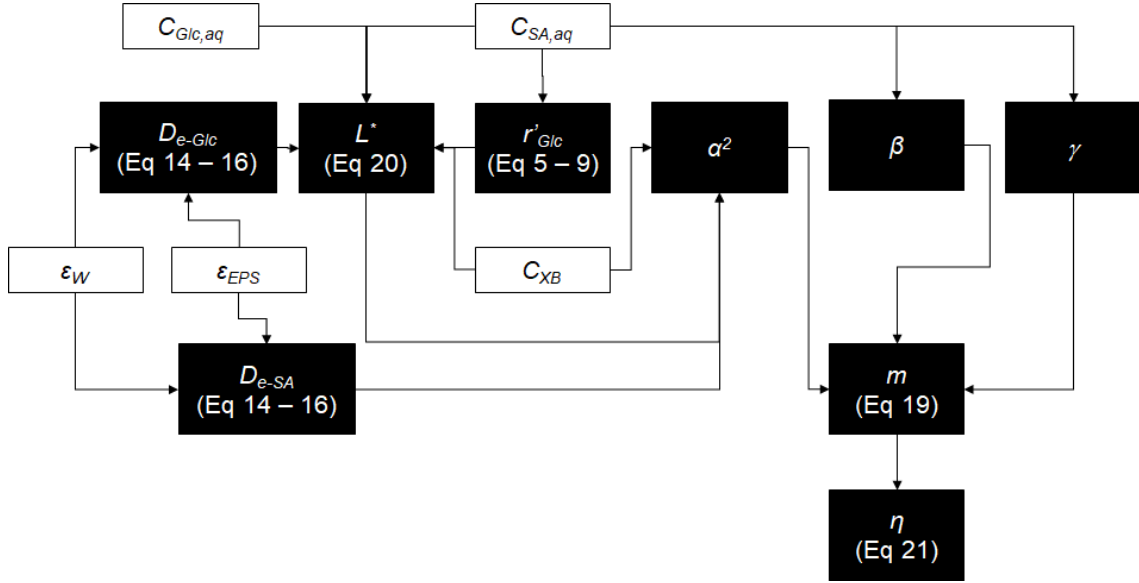 C_Glc,aq
C_SA,aq
D_e-Glc
(Eq 14 – 16)
L*
(Eq 20)
r'_Glc
(Eq 5 – 9)
α²
β
γ
ε_W
ε_EPS
C_XB
D_e-SA
(Eq 14 – 16)
m
(Eq 19)
η
(Eq 21)